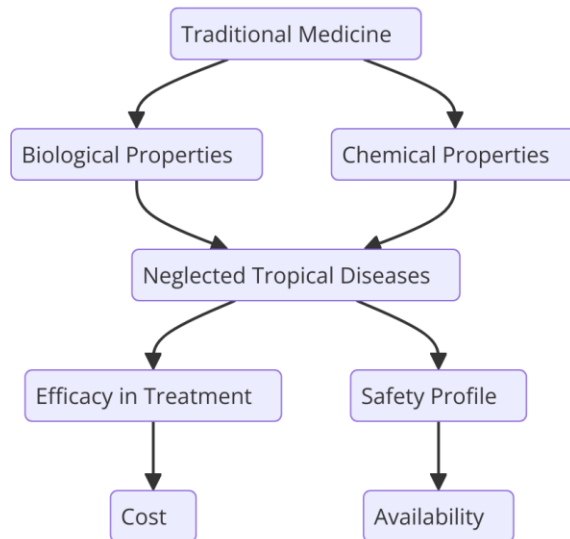 Traditional Medicine
Biological Properties
Chemical Properties
Neglected Tropical Diseases
Efficacy in Treatment
Safety Profile
Cost
Availability